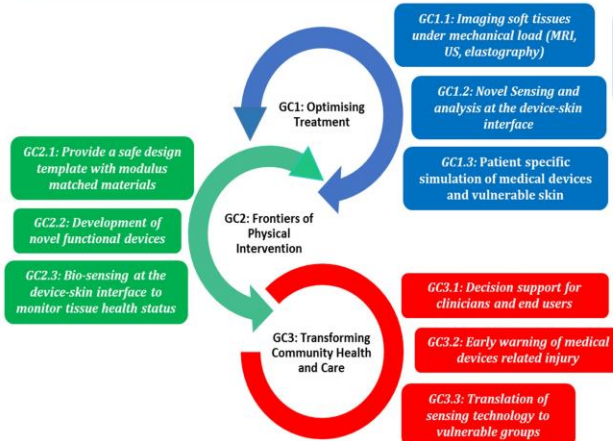 GC1.1: Imaging soft tissues
under mechanical load (MRI,
US, elastography)
GC1: Optimising
Treatment
GC1.2: Novel Sensing and
analysis at the device-skin
interface
GC1.3: Patient specific
simulation of medical devices
and vulnerable skin
GC2.1: Provide a safe design
template with modulus
matched materials
GC2: Frontiers of
Physical
Intervention
GC2.2: Development of
novel functional devices
GC2.3: Bio-sensing at the
device-skin interface to
monitor tissue health status
GC3: Transforming
Community Health
and Care
GC3.1: Decision support for
clinicians and end users
GC3.2: Early warning of medical
devices related injury
GC3.3: Translation of
sensing technology to
vulnerable groups